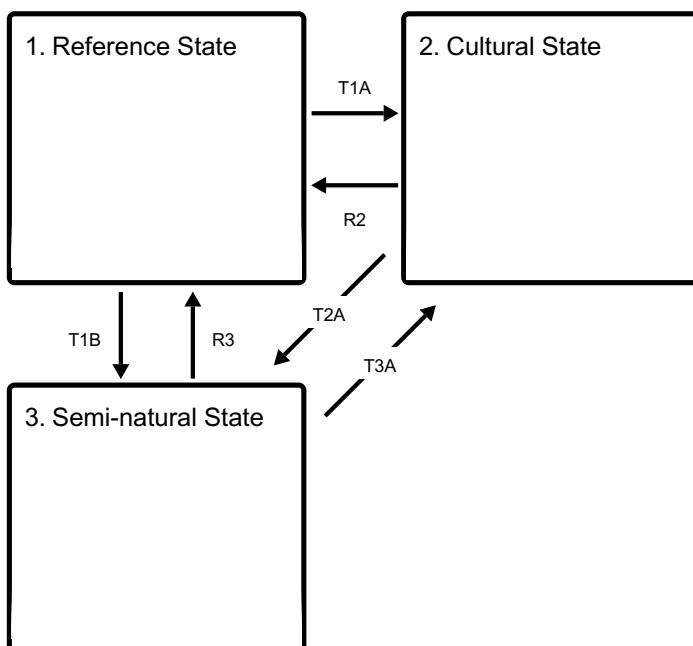 1. Reference State
2. Cultural State
T1A
R2
T2A
T1B
R3
T3A
3. Semi-natural State